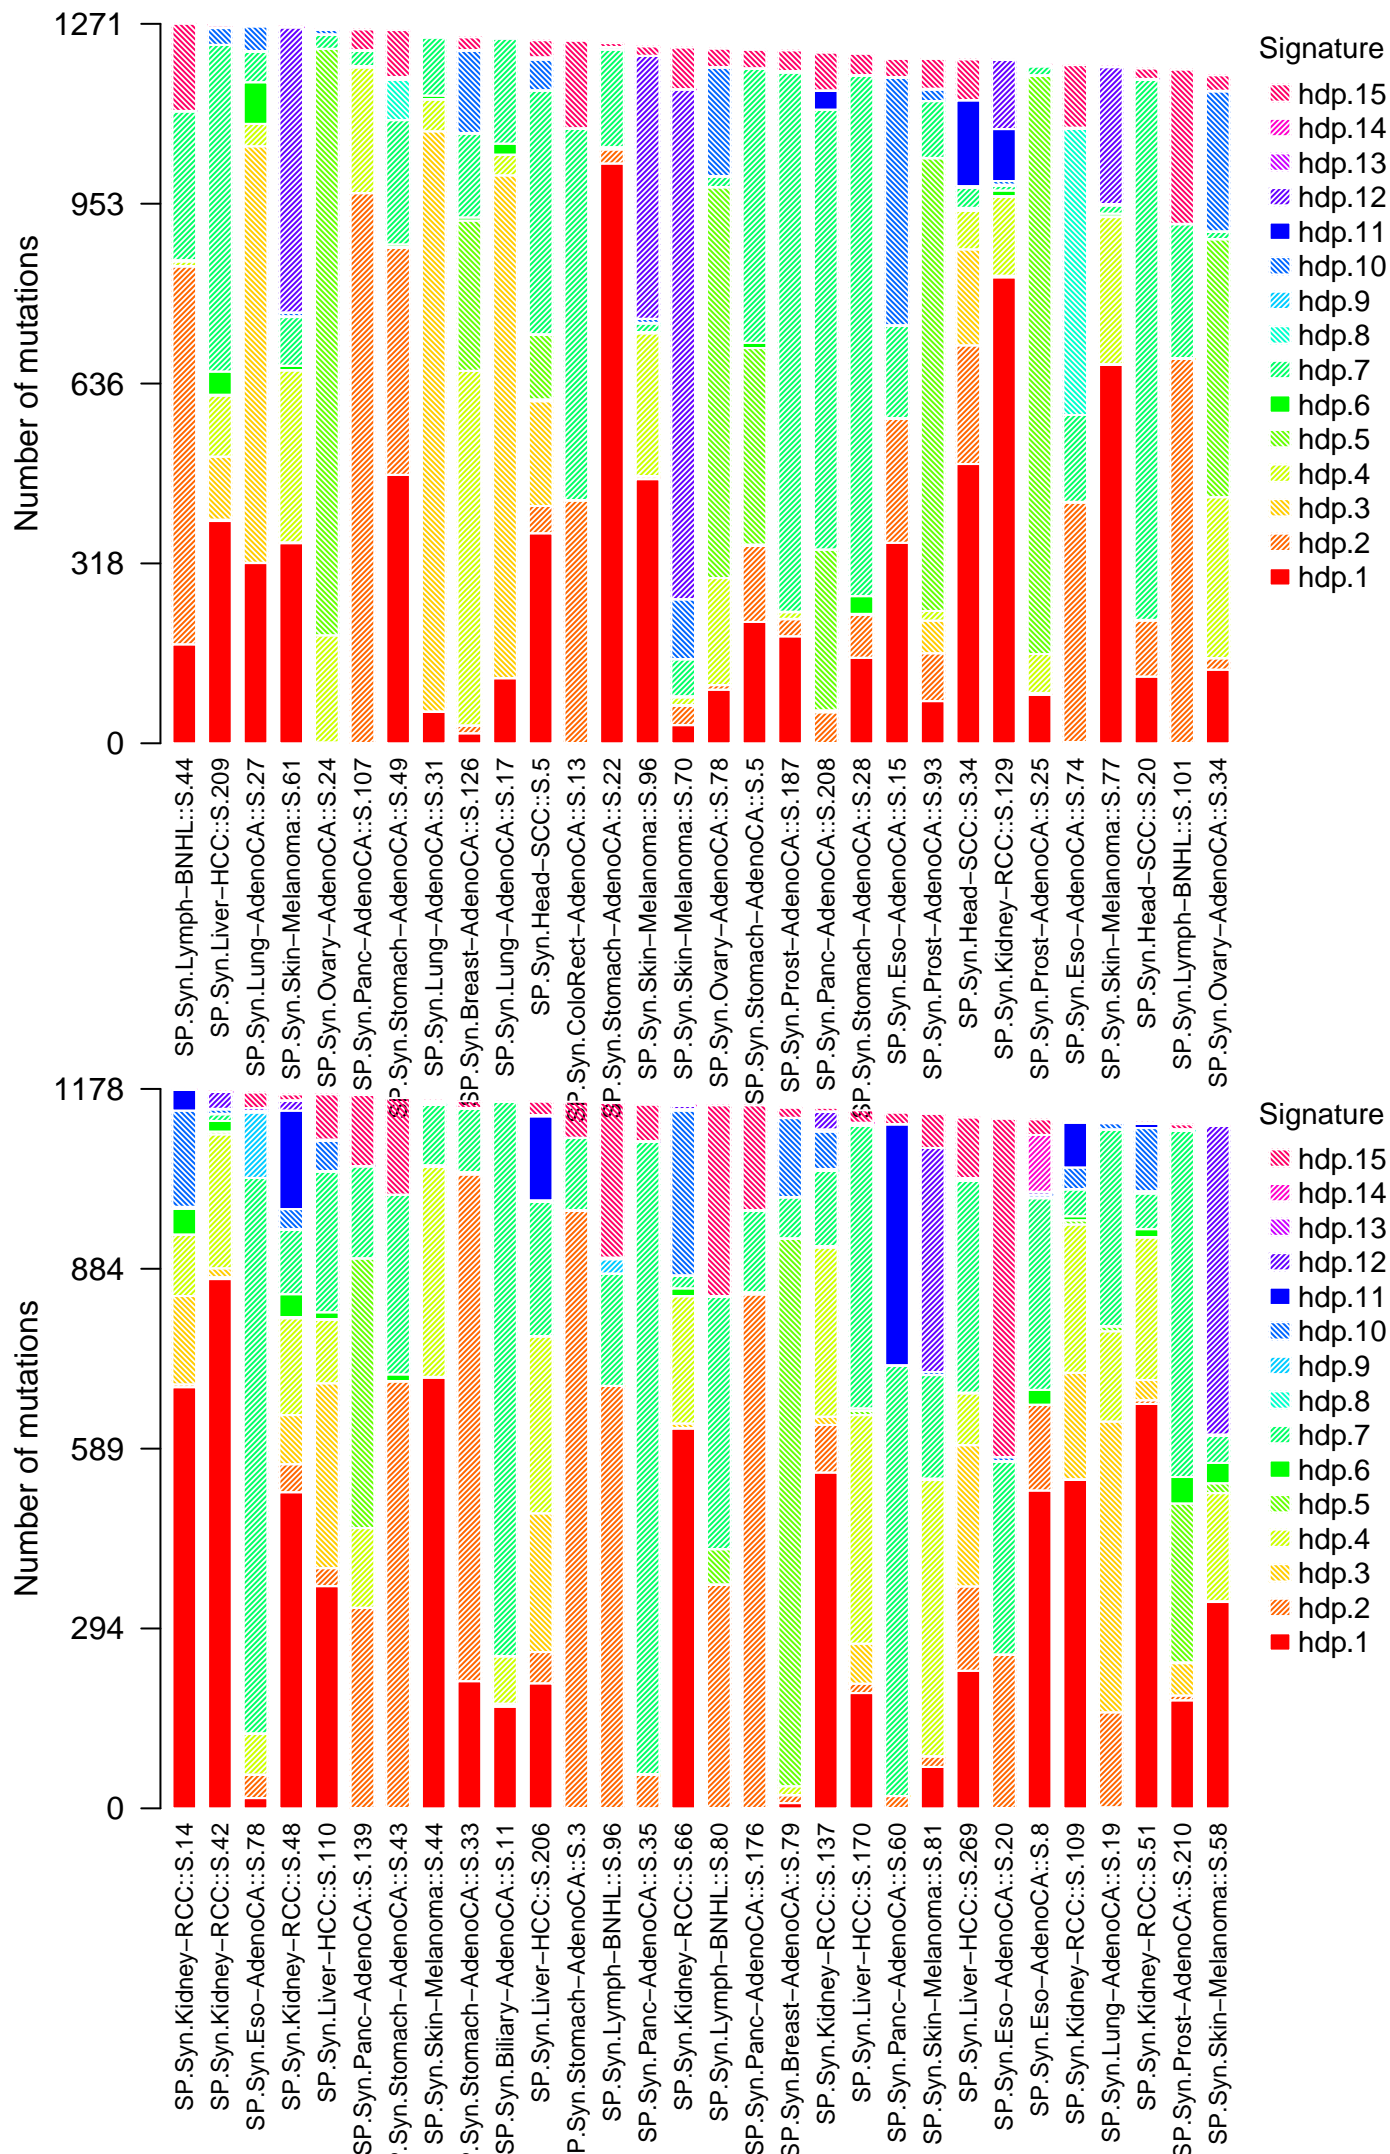 Number of mutations
1271
953
636
318
0
Signature
hdp.15
hdp.14
hdp.13
hdp.12
hdp.11
hdp.10
hdp.9
hdp.8
hdp.7
hdp.6
hdp.5
hdp.4
hdp.3
hdp.2
hdp.1
SP.Syn.Lymph−BNHL::S.44
SP.Syn.Liver−HCC::S.209
SP.Syn.Lung−AdenoCA::S.27
SP.Syn.Skin−Melanoma::S.61
SP.Syn.Ovary−AdenoCA::S.24
SP.Syn.Panc−AdenoCA::S.107
SP.Syn.Stomach−AdenoCA::S.49
SP.Syn.Lung−AdenoCA::S.31
SP.Syn.Breast−AdenoCA::S.126
SP.Syn.Lung−AdenoCA::S.17
SP.Syn.Head−SCC::S.5
SP.Syn.ColoRect−AdenoCA::S.13
SP.Syn.Stomach−AdenoCA::S.22
SP.Syn.Skin−Melanoma::S.96
SP.Syn.Skin−Melanoma::S.70
SP.Syn.Ovary−AdenoCA::S.78
SP.Syn.Stomach−AdenoCA::S.5
SP.Syn.Prost−AdenoCA::S.187
SP.Syn.Panc−AdenoCA::S.208
SP.Syn.Stomach−AdenoCA::S.28
SP.Syn.Eso−AdenoCA::S.15
SP.Syn.Prost−AdenoCA::S.93
SP.Syn.Head−SCC::S.34
SP.Syn.Kidney−RCC::S.129
SP.Syn.Prost−AdenoCA::S.25
SP.Syn.Eso−AdenoCA::S.74
SP.Syn.Skin−Melanoma::S.77
SP.Syn.Head−SCC::S.20
SP.Syn.Lymph−BNHL::S.101
SP.Syn.Ovary−AdenoCA::S.34
Number of mutations
1178
884
589
294
0
Signature
hdp.15
hdp.14
hdp.13
hdp.12
hdp.11
hdp.10
hdp.9
hdp.8
hdp.7
hdp.6
hdp.5
hdp.4
hdp.3
hdp.2
hdp.1
SP.Syn.Kidney−RCC::S.14
SP.Syn.Kidney−RCC::S.42
SP.Syn.Eso−AdenoCA::S.78
SP.Syn.Kidney−RCC::S.48
SP.Syn.Liver−HCC::S.110
SP.Syn.Panc−AdenoCA::S.139
.Syn.Stomach−AdenoCA::S.43
SP.Syn.Skin−Melanoma::S.44
P.Syn.Stomach−AdenoCA::S.33
SP.Syn.Biliary−AdenoCA::S.11
SP.Syn.Liver−HCC::S.206
P.Syn.Stomach−AdenoCA::S.3
SP.Syn.Lymph−BNHL::S.96
SP.Syn.Panc−AdenoCA::S.35
SP.Syn.Kidney−RCC::S.66
SP.Syn.Lymph−BNHL::S.80
SP.Syn.Panc−AdenoCA::S.176
SP.Syn.Breast−AdenoCA::S.79
SP.Syn.Kidney−RCC::S.137
SP.Syn.Liver−HCC::S.170
SP.Syn.Panc−AdenoCA::S.60
SP.Syn.Skin−Melanoma::S.81
SP.Syn.Liver−HCC::S.269
SP.Syn.Eso−AdenoCA::S.20
SP.Syn.Eso−AdenoCA::S.8
SP.Syn.Kidney−RCC::S.109
SP.Syn.Lung−AdenoCA::S.19
SP.Syn.Kidney−RCC::S.51
SP.Syn.Prost−AdenoCA::S.210
SP.Syn.Skin−Melanoma::S.58